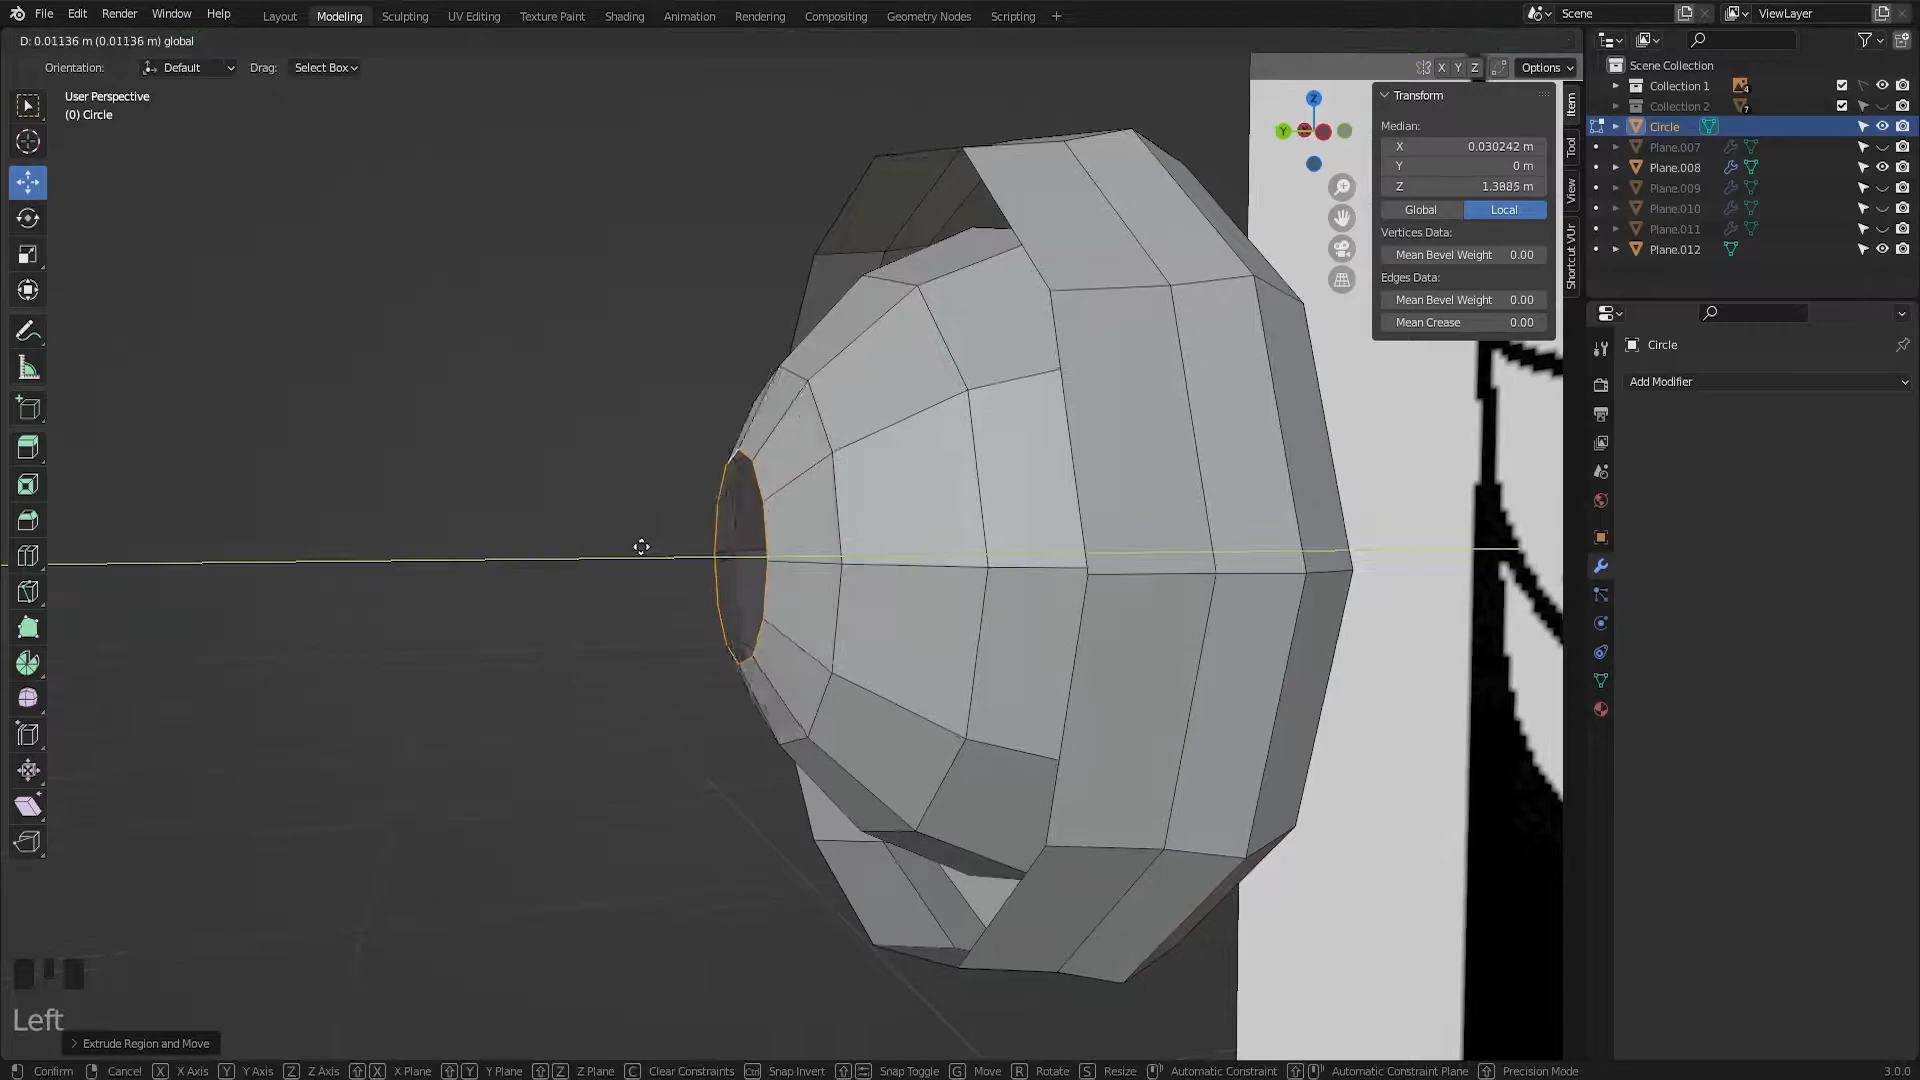 File Edit Render Window Help
Layout Modeling Sculpting UV Editing Texture Paint Shading Animation Rendering Compositing Geometry Nodes Scripting +
Scene
ViewLayer
D: 0.01136 m (0.01136 m) global
Orientation: Default Drag: Select Box
X Y Z Options
User Perspective
(0) Circle
Z
Y
Transform
Median:
X 0.030242 m
Y 0 m
Z 1.3885 m
Global Local
Vertices Data:
Mean Bevel Weight 0.00
Edges Data:
Mean Bevel Weight 0.00
Mean Crease 0.00
Item
Tool
View
Shortcut VUr
Scene Collection
Collection 1 4
Collection 2 7
Circle
Plane.007
Plane.008
Plane.009
Plane.010
Plane.011
Plane.012
Circle
Add Modifier
Left
Extrude Region and Move
Confirm Cancel X X Axis Y Y Axis Z Z Axis X X Plane Y Y Plane Z Z Plane C Clear Constraints Ctrl Snap Invert Snap Toggle G Move R Rotate S Resize Automatic Constraint Automatic Constraint Plane Precision Mode 3.0.0